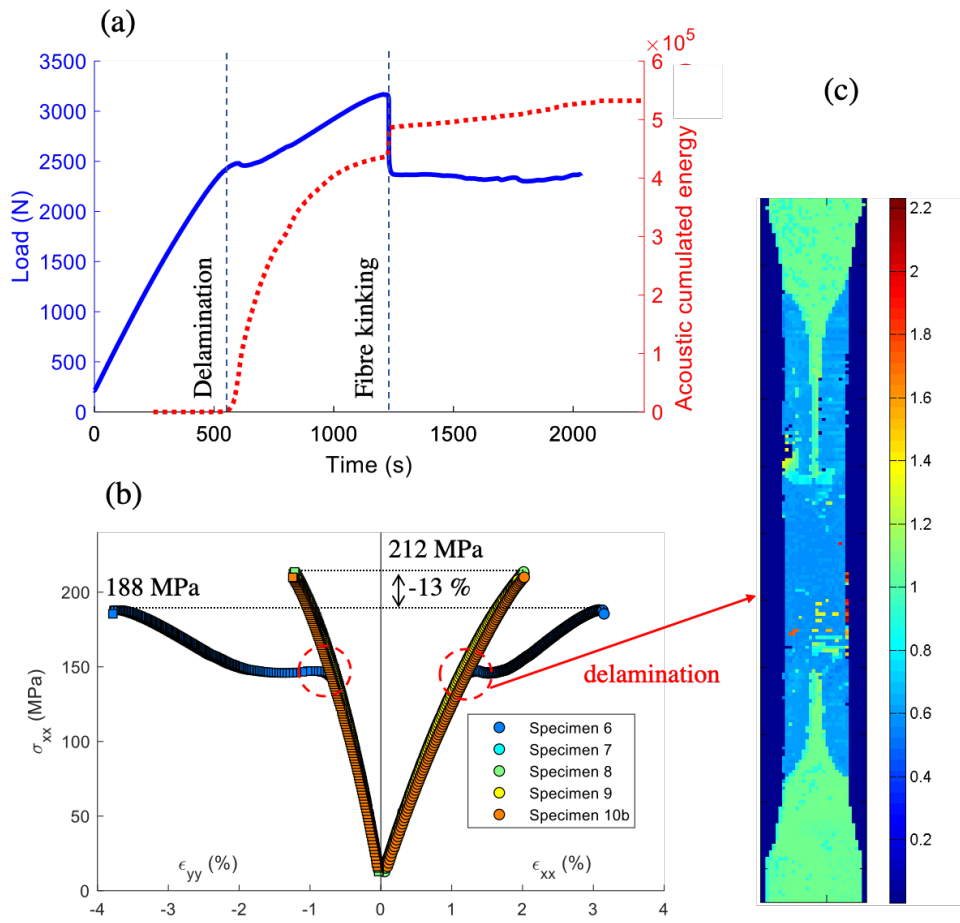 (a)
×10⁵
3500
3000
2500
2000
1500
1000
500
0
Load (N)
Delamination
Fibre kinking
6
5
4
3
2
1
0
Acoustic cumulated energy
0
500
1000
1500
2000
Time (s)
(b)
212 MPa
188 MPa
-13 %
200
150
100
50
0
σxx (MPa)
delamination
Specimen 6
Specimen 7
Specimen 8
Specimen 9
Specimen 10b
εyy (%)
εxx (%)
-4
-3
-2
-1
0
1
2
3
4
(c)
2.2
2
1.8
1.6
1.4
1.2
1
0.8
0.6
0.4
0.2